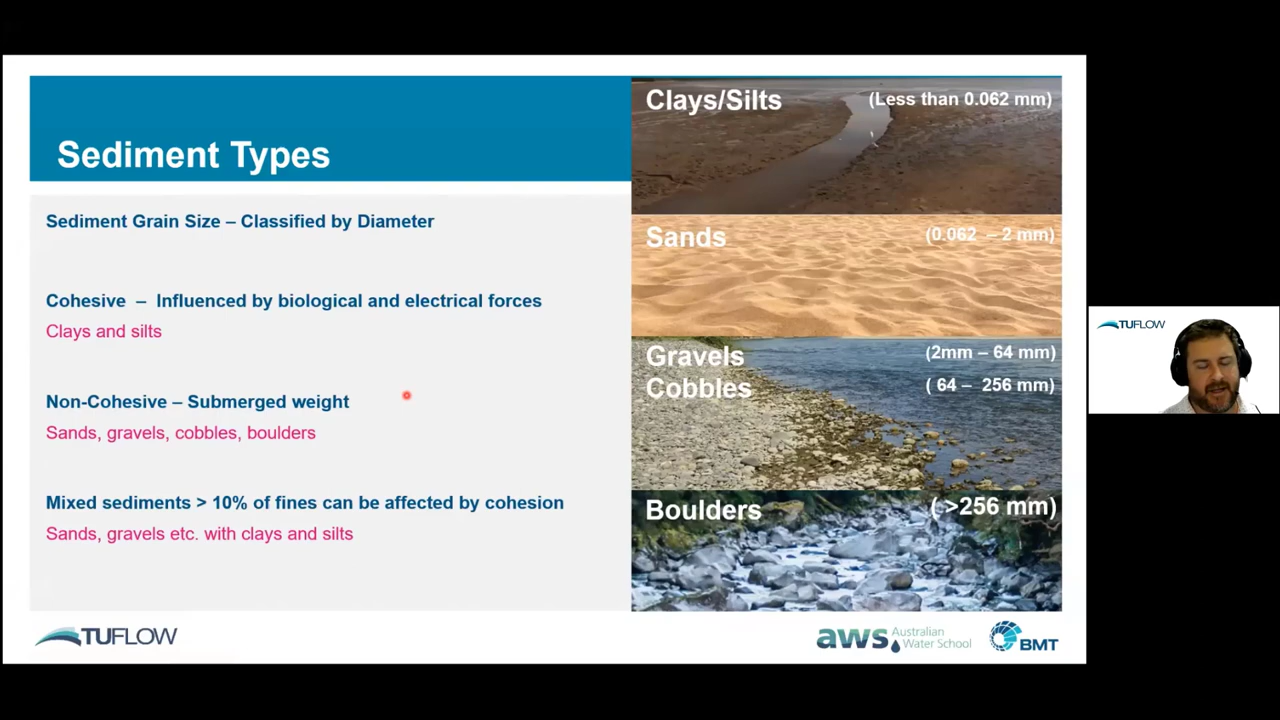 Sediment Types
Sediment Grain Size – Classified by Diameter
Cohesive – Influenced by biological and electrical forces
Clays and silts
Non-Cohesive – Submerged weight
Sands, gravels, cobbles, boulders
Mixed sediments > 10% of fines can be affected by cohesion
Sands, gravels etc. with clays and silts
Clays/Silts (Less than 0.062 mm)
Sands (0.062 – 2 mm)
Gravels (2mm – 64 mm)
Cobbles ( 64 – 256 mm)
Boulders ( >256 mm)
TUFLOW
aws Australian
Water School
BMT
TUFLOW